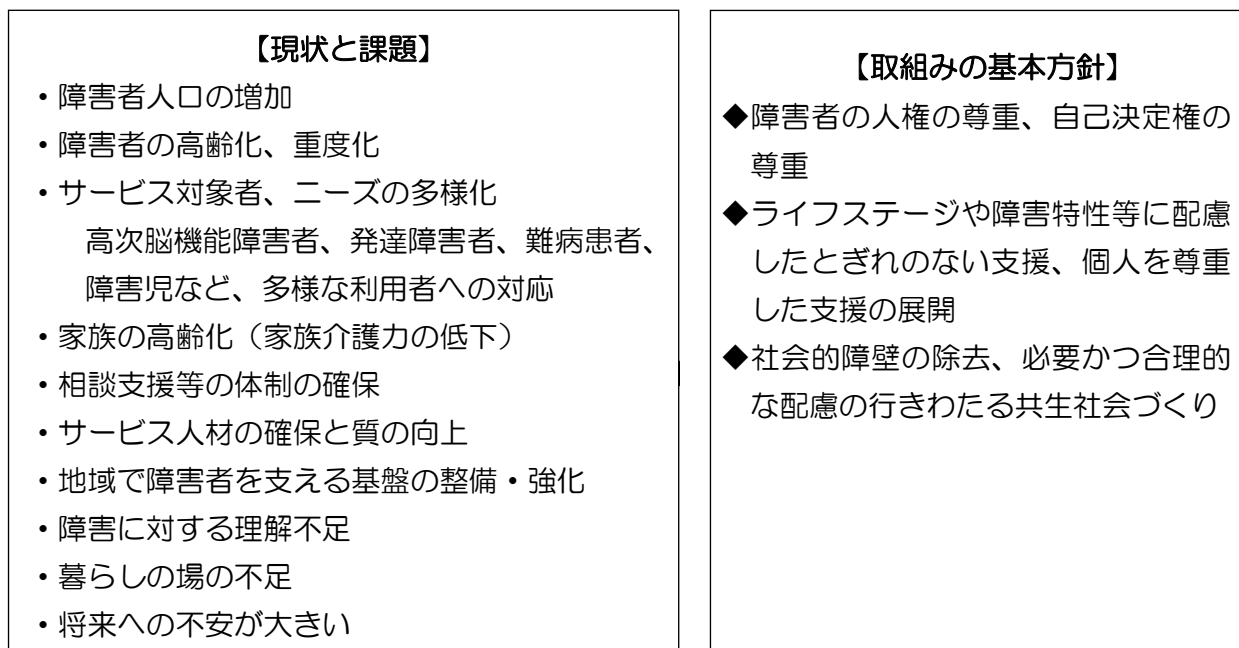 【現状と課題】
・障害者人口の増加
・障害者の高齢化、重度化
・サービス対象者、ニーズの多様化
高次脳機能障害者、発達障害者、難病患者、
障害児など、多様な利用者への対応
・家族の高齢化（家族介護力の低下）
・相談支援等の体制の確保
・サービス人材の確保と質の向上
・地域で障害者を支える基盤の整備・強化
・障害に対する理解不足
・暮らしの場の不足
・将来への不安が大きい
【取組みの基本方針】
◆障害者の人権の尊重、自己決定権の
尊重
◆ライフステージや障害特性等に配慮
したとぎれのない支援、個人を尊重
した支援の展開
◆社会的障壁の除去、必要かつ合理的
な配慮の行きわたる共生社会づくり